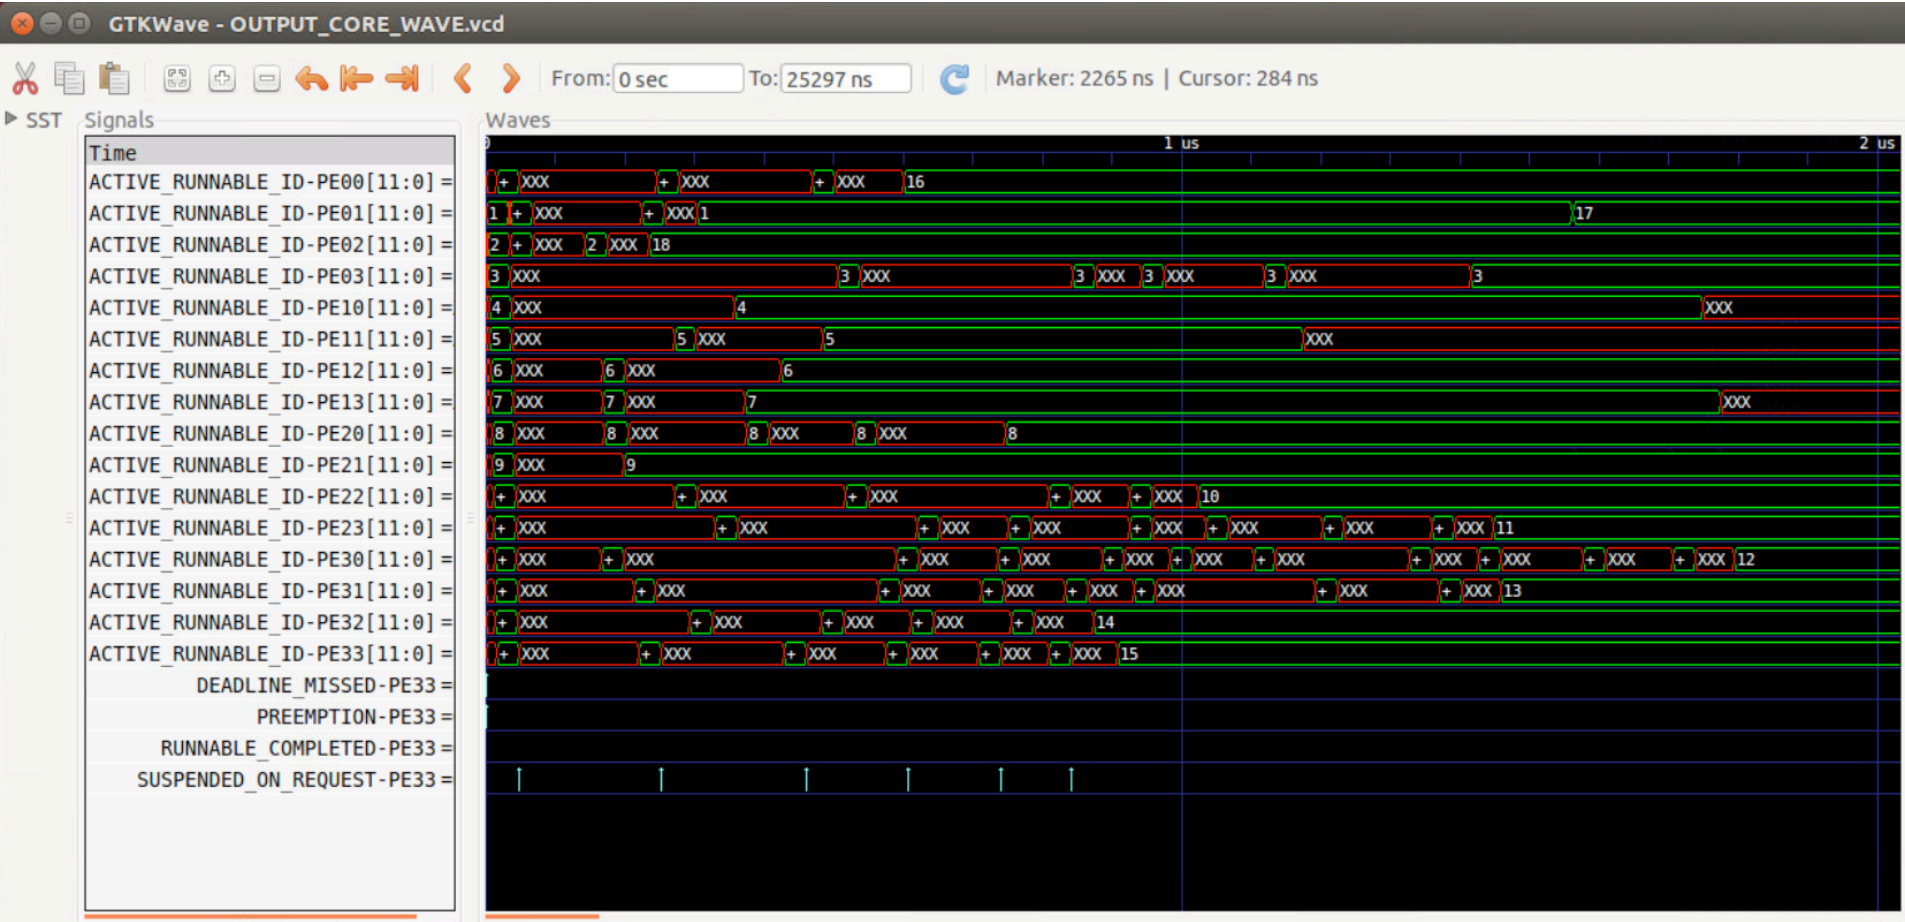 GTKWave - OUTPUT_CORE_WAVE.vcd
From: 0 sec To: 25297 ns Marker: 2265 ns | Cursor: 284 ns
SST Signals Waves
Time 0 1 us 2 us
ACTIVE_RUNNABLE_ID-PE00[11:0] = + XXX + XXX + XXX 16
ACTIVE_RUNNABLE_ID-PE01[11:0] = 1 + XXX + XXX 1 17
ACTIVE_RUNNABLE_ID-PE02[11:0] = 2 + XXX 2 XXX 18
ACTIVE_RUNNABLE_ID-PE03[11:0] = 3 XXX 3 XXX 3 XXX 3 XXX 3 XXX 3
ACTIVE_RUNNABLE_ID-PE10[11:0] = 4 XXX 4 XXX
ACTIVE_RUNNABLE_ID-PE11[11:0] = 5 XXX 5 XXX 5 XXX
ACTIVE_RUNNABLE_ID-PE12[11:0] = 6 XXX 6 XXX 6
ACTIVE_RUNNABLE_ID-PE13[11:0] = 7 XXX 7 XXX 7 XXX
ACTIVE_RUNNABLE_ID-PE20[11:0] = 8 XXX 8 XXX 8 XXX 8 XXX 8
ACTIVE_RUNNABLE_ID-PE21[11:0] = 9 XXX 9
ACTIVE_RUNNABLE_ID-PE22[11:0] = + XXX + XXX + XXX + XXX + XXX 10
ACTIVE_RUNNABLE_ID-PE23[11:0] = + XXX + XXX + XXX + XXX + XXX + XXX + XXX + XXX 11
ACTIVE_RUNNABLE_ID-PE30[11:0] = + XXX + XXX + XXX + XXX + XXX + XXX + XXX + XXX + XXX + XXX + XXX 12
ACTIVE_RUNNABLE_ID-PE31[11:0] = + XXX + XXX + XXX + XXX + XXX + XXX + XXX + XXX 13
ACTIVE_RUNNABLE_ID-PE32[11:0] = + XXX + XXX + XXX + XXX + XXX 14
ACTIVE_RUNNABLE_ID-PE33[11:0] = + XXX + XXX + XXX + XXX + XXX + XXX 15
DEADLINE_MISSED-PE33 =
PREEMPTION-PE33 =
RUNNABLE_COMPLETED-PE33 =
SUSPENDED_ON_REQUEST-PE33 =